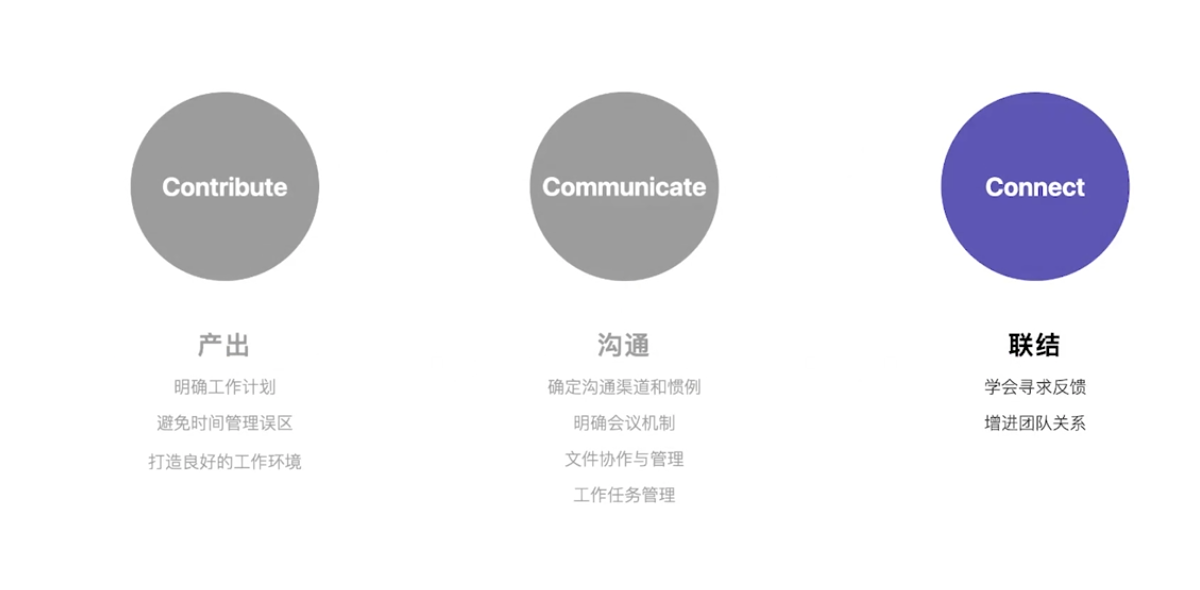 Contribute
Communicate
Connect
产出
明确工作计划
避免时间管理误区
打造良好的工作环境
沟通
确定沟通渠道和惯例
明确会议机制
文件协作与管理
工作任务管理
联结
学会寻求反馈
增进团队关系